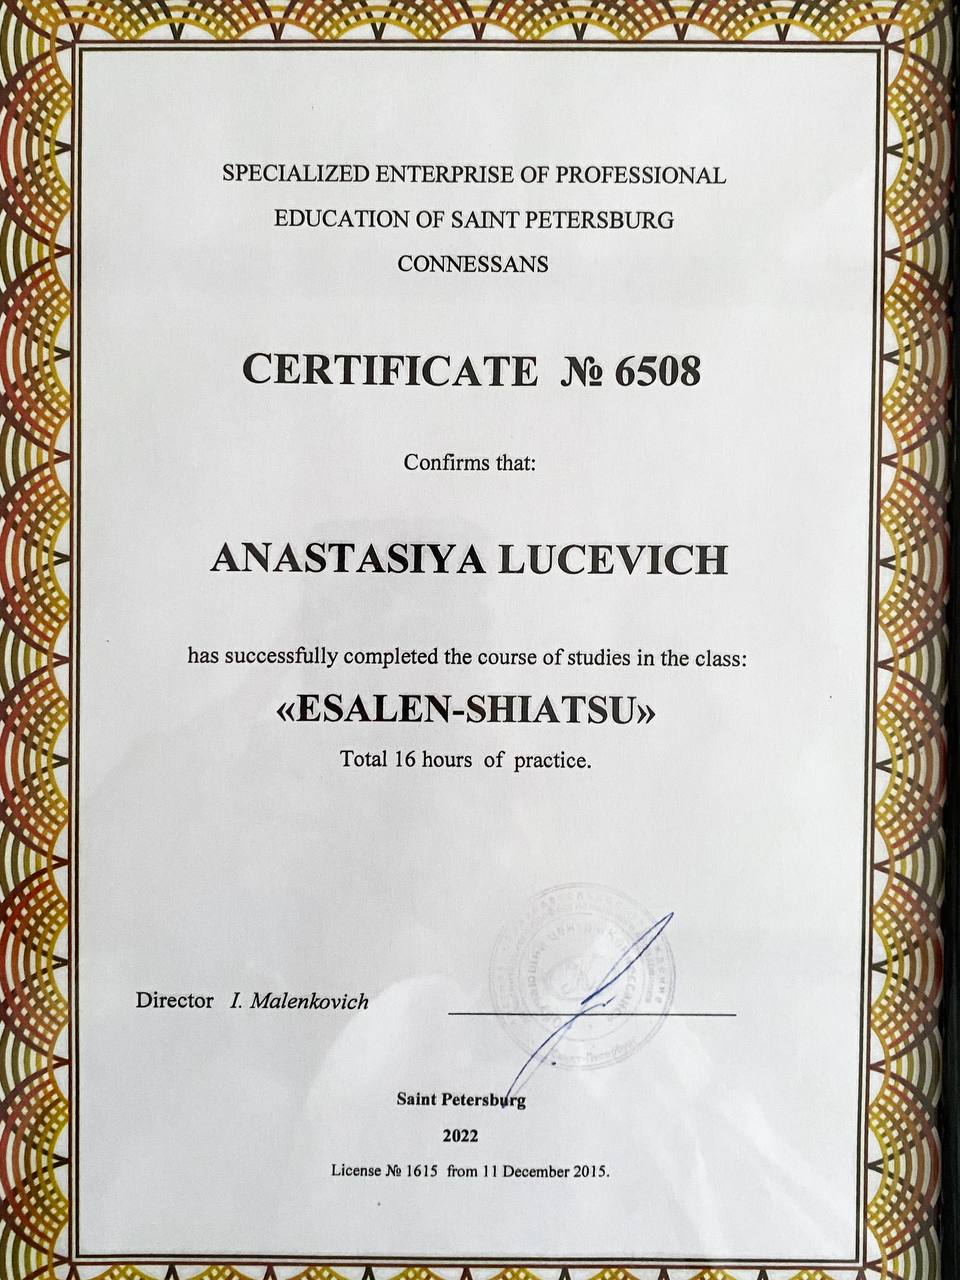 SPECIALIZED ENTERPRISE OF PROFESSIONAL
EDUCATION OF SAINT PETERSBURG
CONNESSANS
CERTIFICATE № 6508
Confirms that:
ANASTASIYA LUCEVICH
has successfully completed the course of studies in the class:
«ESALEN-SHIATSU»
Total 16 hours of practice.
Director I. Malenkovich
Saint Petersburg
2022
License № 1615 from 11 December 2015.